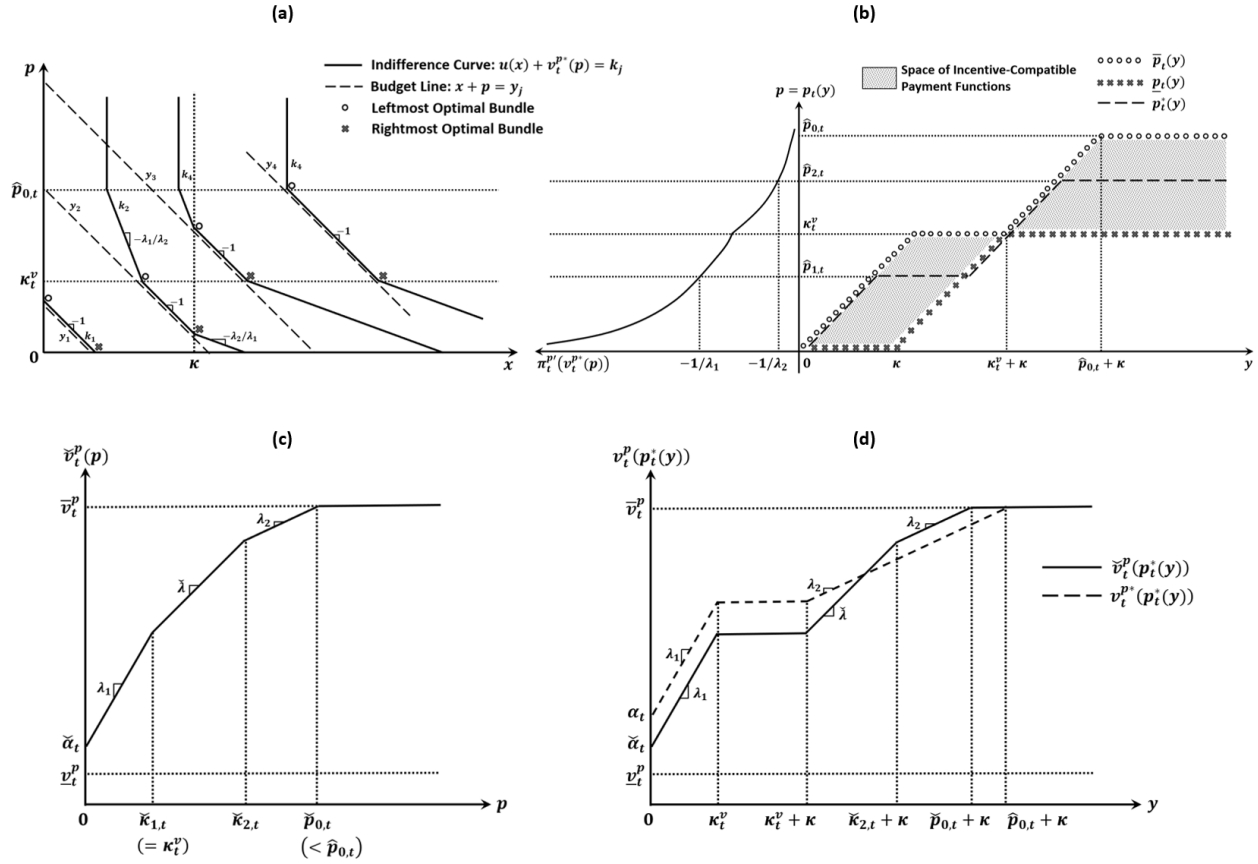 (a)
p
Indifference Curve: u(x) + v_t^{p*}(p) = k_j
Budget Line: x + p = y_j
Leftmost Optimal Bundle
Rightmost Optimal Bundle
y_3
y_4
k_4
k_4
p̂_{0,t}
y_2
k_2
−λ_1/λ_2
−1
−1
κ_t^v
−1
−1
y_1
k_1
−λ_2/λ_1
0
κ
x
(b)
Space of Incentive-Compatible
Payment Functions
p̅_t(y)
p̲_t(y)
p_t^*(y)
p = p_t(y)
p̂_{0,t}
p̂_{2,t}
κ_t^v
p̂_{1,t}
π_t^{p′}(v_t^{p*}(p))
−1/λ_1
−1/λ_2
0
κ
κ_t^v + κ
p̂_{0,t} + κ
y
(c)
v̆_t^p(p)
v̅_t^p
λ_2
λ̆
λ_1
ᾰ_t
v̲_t^p
0
κ̆_{1,t}
κ̆_{2,t}
p̆_{0,t}
p
(= κ_t^v)
(< p̂_{0,t})
(d)
v_t^p(p_t^*(y))
v̅_t^p
λ_2
v̆_t^p(p_t^*(y))
v_t^{p*}(p_t^*(y))
λ_2
λ̆
λ_1
λ_1
α_t
ᾰ_t
v̲_t^p
0
κ_t^v
κ_t^v + κ
κ̆_{2,t} + κ
p̆_{0,t} + κ
p̂_{0,t} + κ
y